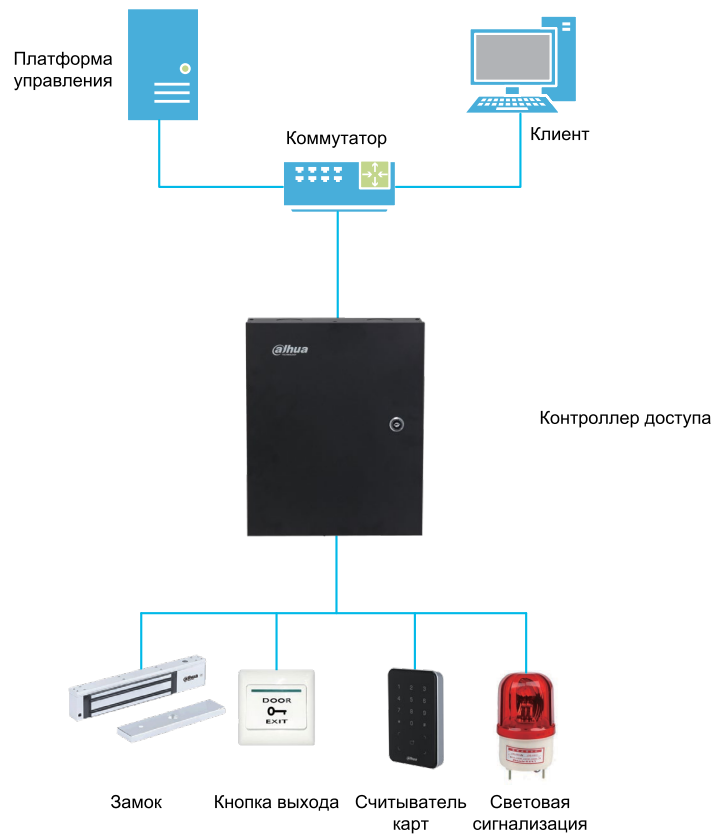 Платформа
управления
Коммутатор
Клиент
alhua
Контроллер доступа
alhua
DOOR
EXIT
alhua
Замок
Кнопка выхода
Считыватель
карт
Световая
сигнализация